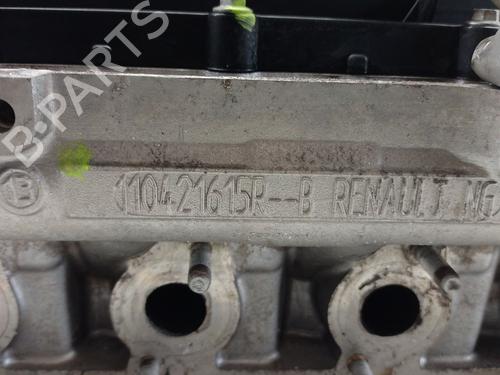 B-PARTS
110421615R--B RENAULT NG
B